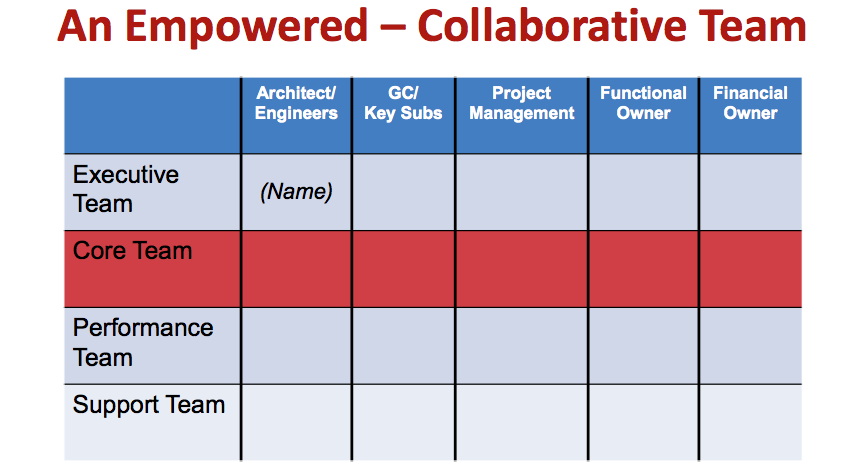 An Empowered – Collaborative Team
Architect/
Engineers
GC/
Key Subs
Project
Management
Functional
Owner
Financial
Owner
Executive
Team
(Name)
Core Team
Performance
Team
Support Team